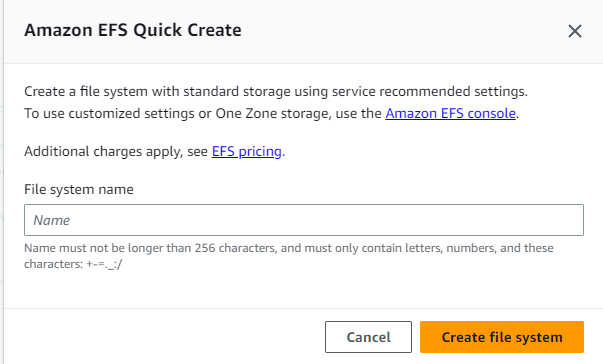 Amazon EFS Quick Create
Create a file system with standard storage using service recommended settings.
To use customized settings or One Zone storage, use the Amazon EFS console.
Additional charges apply, see EFS pricing.
File system name
Name
Name must not be longer than 256 characters, and must only contain letters, numbers, and these
characters: +-=._:/
Cancel
Create file system